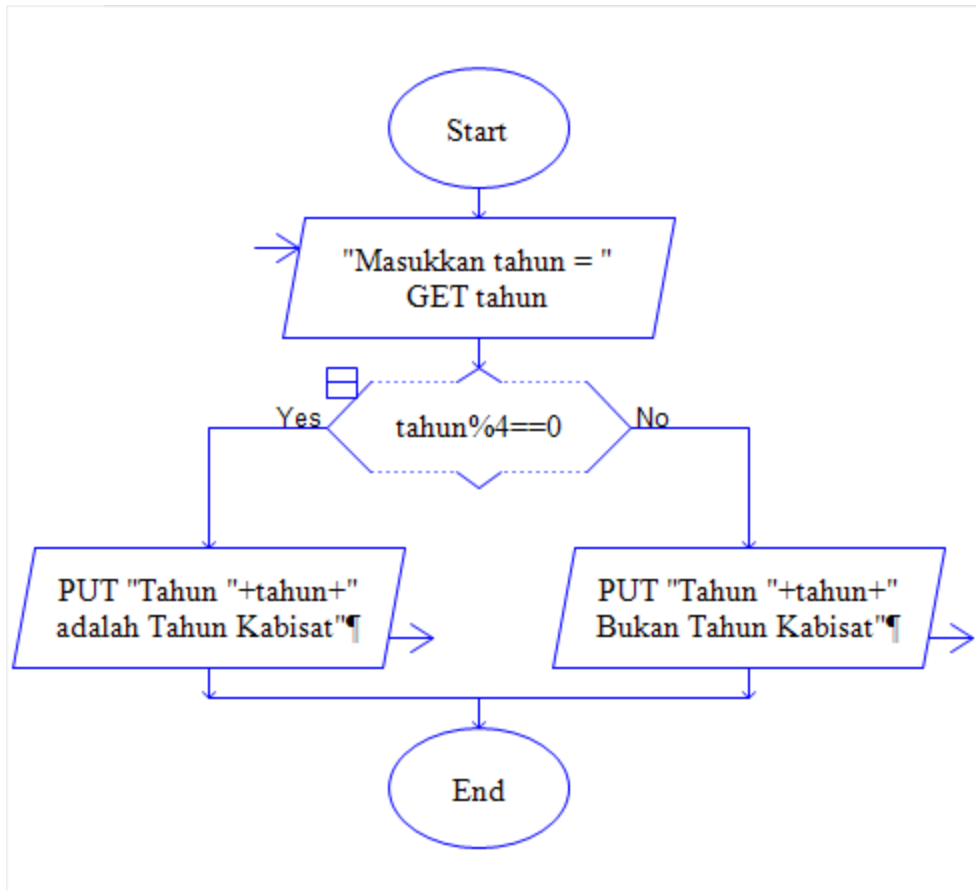 Start
"Masukkan tahun = "
GET tahun
Yes
tahun%4==0
No
PUT "Tahun "+tahun+"
adalah Tahun Kabisat"¶
PUT "Tahun "+tahun+"
Bukan Tahun Kabisat"¶
End